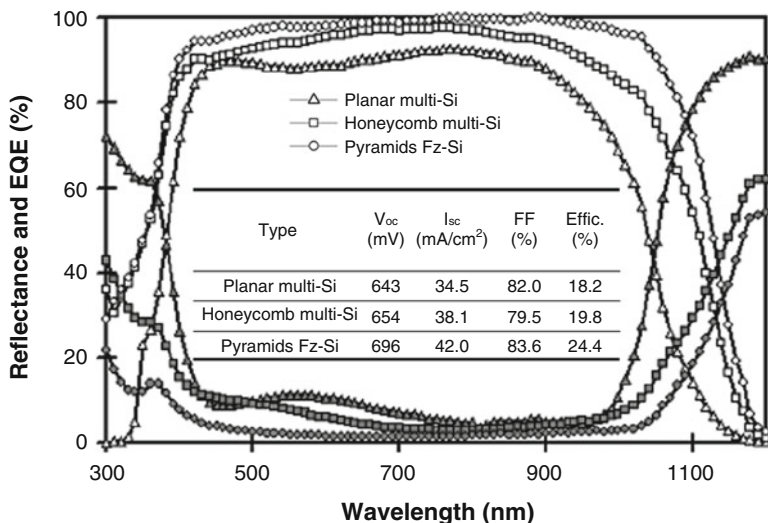 Reflectance and EQE (%)
100
80
60
40
20
0
Planar multi-Si
Honeycomb multi-Si
Pyramids Fz-Si
Type Voc (mV) Isc (mA/cm²) FF (%) Effic. (%)
Planar multi-Si 643 34.5 82.0 18.2
Honeycomb multi-Si 654 38.1 79.5 19.8
Pyramids Fz-Si 696 42.0 83.6 24.4
300 500 700 900 1100
Wavelength (nm)